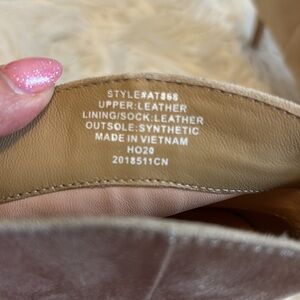 STYLE#AT868
UPPER:LEATHER
LINING/SOCK:LEATHER
OUTSOLE:SYNTHETIC
MADE IN VIETNAM
HO20
2018511CN